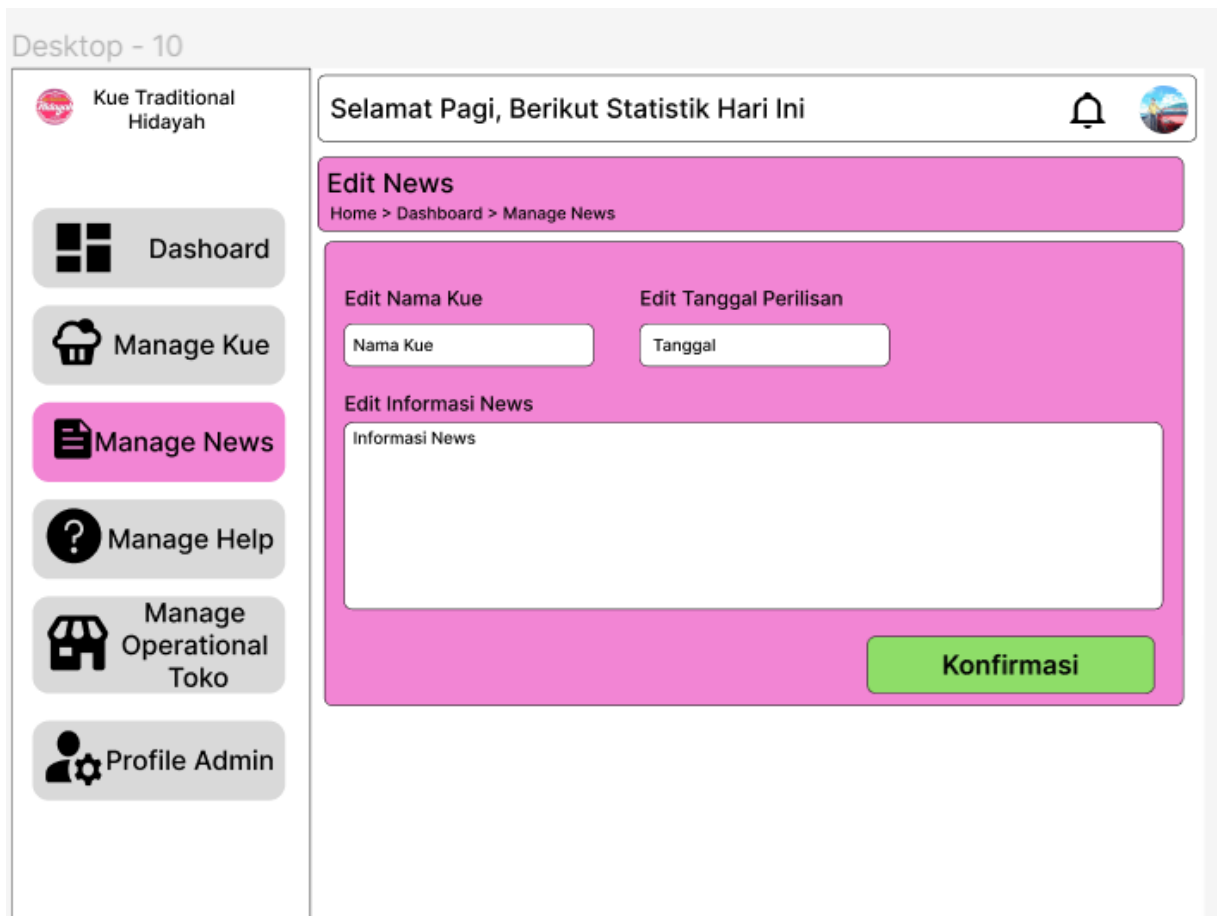 Desktop - 10
Kue Traditional
Hidayah
Selamat Pagi, Berikut Statistik Hari Ini
Edit News
Home > Dashboard > Manage News
Dashoard
Manage Kue
Manage News
Manage Help
Manage
Operational
Toko
Profile Admin
Edit Nama Kue
Edit Tanggal Perilisan
Nama Kue
Tanggal
Edit Informasi News
Informasi News
Konfirmasi